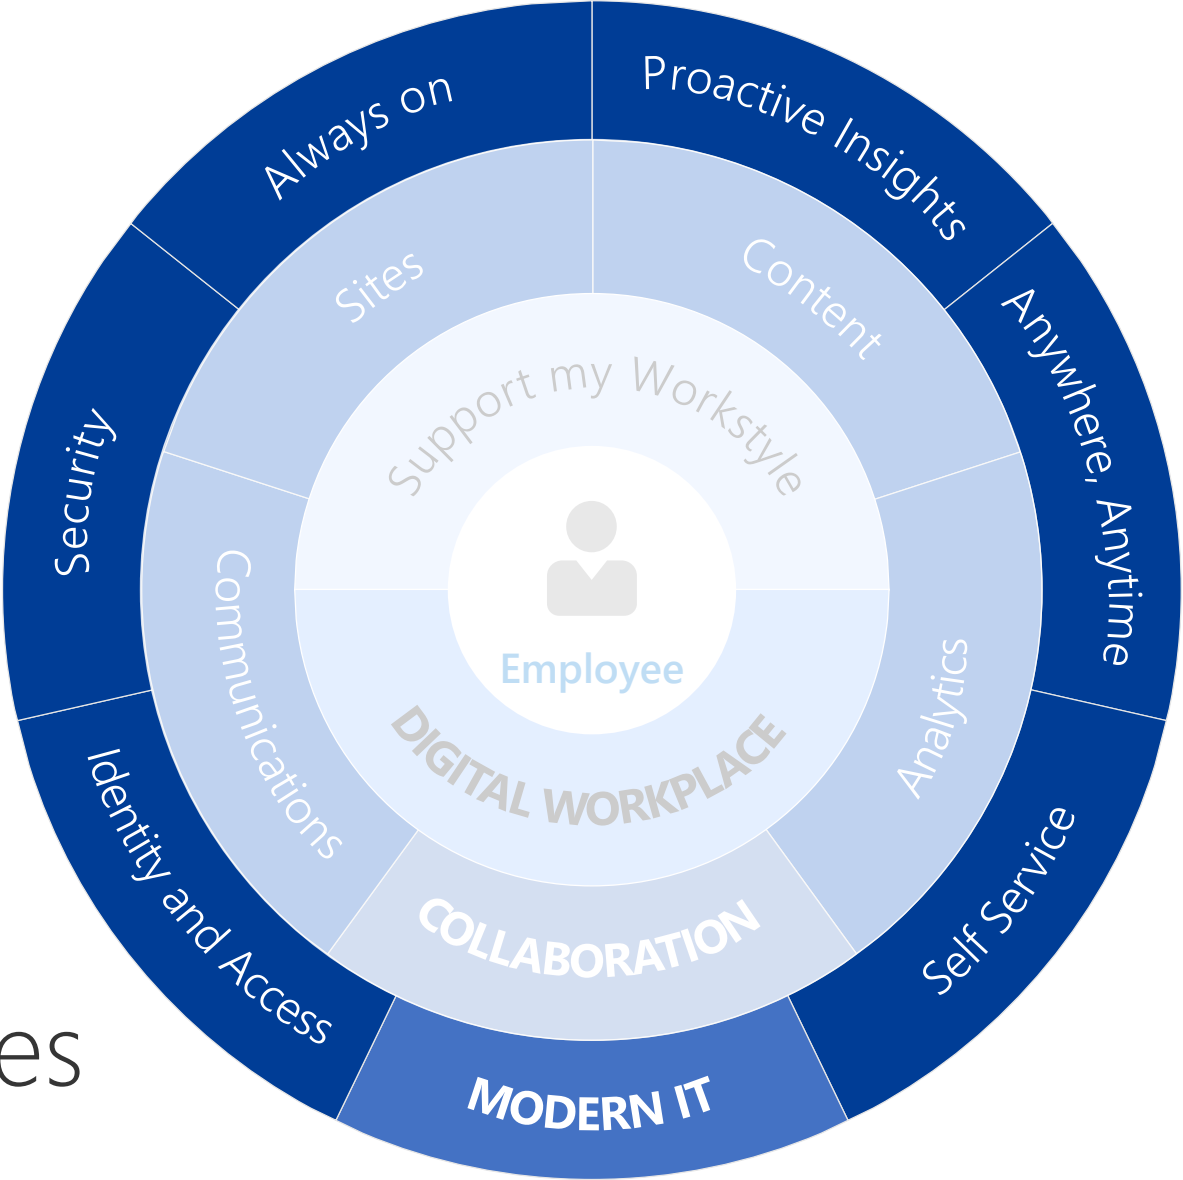 Always on
Proactive Insights
Anywhere, Anytime
Self Service
MODERN IT
Identity and Access
Security
Sites
Content
Analytics
COLLABORATION
Communications
Support my Workstyle
DIGITAL WORKPLACE
Employee
es